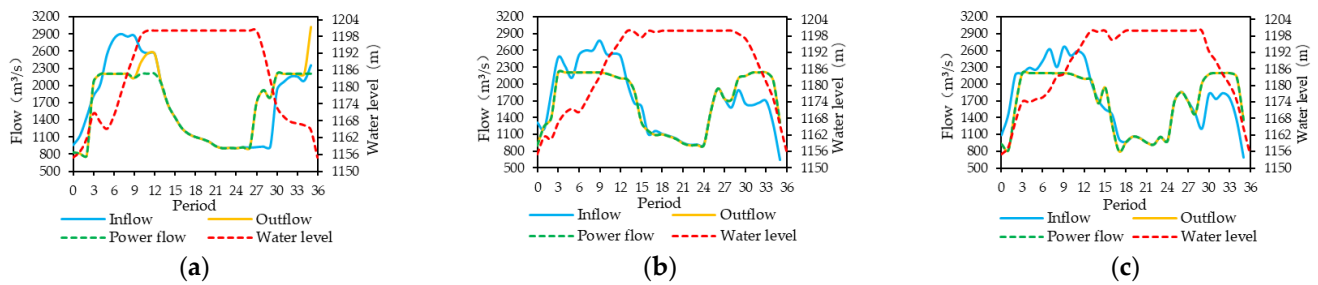 3200
2900
2600
2300
2000
1700
1400
1100
800
500
Flow（m³/s）
1204
1198
1192
1186
1180
1174
1168
1162
1156
1150
Water level（m）
0 3 6 9 12 15 18 21 24 27 30 33 36
Period
Inflow Outflow
Power flow Water level
(a)
3200
2900
2600
2300
2000
1700
1400
1100
800
500
Flow（m³/s）
1204
1198
1192
1186
1180
1174
1168
1162
1156
1150
Water level（m）
0 3 6 9 12 15 18 21 24 27 30 33 36
Period
Inflow Outflow
Power flow Water level
(b)
3200
2900
2600
2300
2000
1700
1400
1100
800
500
Flow（m³/s）
1204
1198
1192
1186
1180
1174
1168
1162
1156
1150
Water level（m）
0 3 6 9 12 15 18 21 24 27 30 33 36
Period
Inflow Outflow
Power flow Water level
(c)